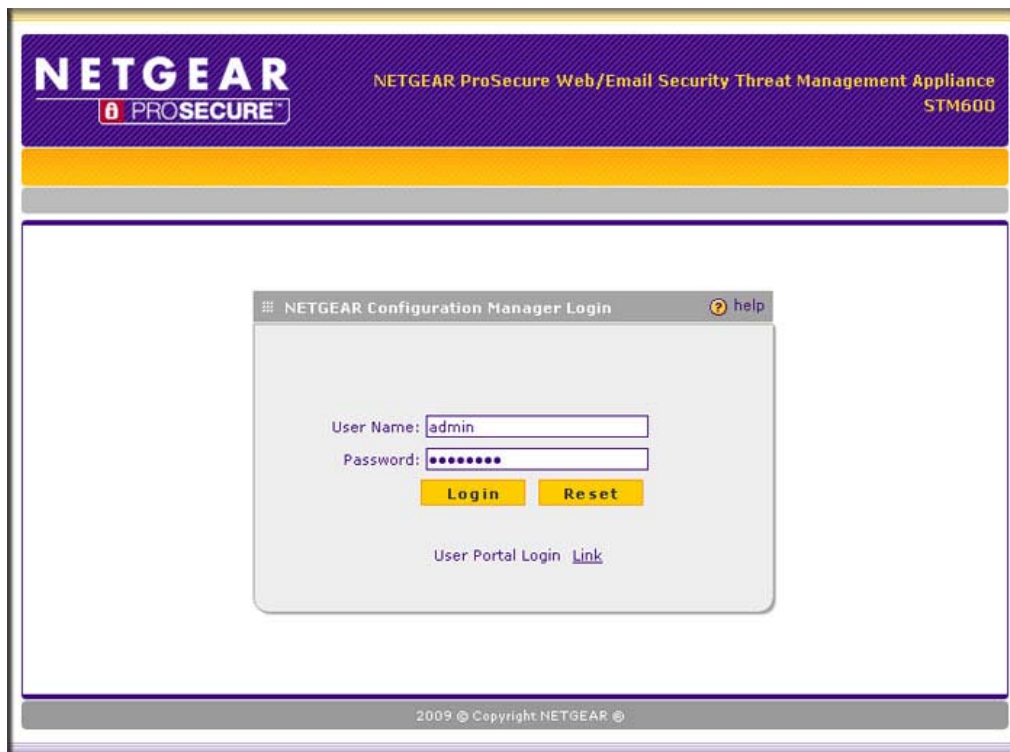 NETGEAR
PROSECURE™
NETGEAR ProSecure Web/Email Security Threat Management Appliance
STM600
NETGEAR Configuration Manager Login
help
User Name: admin
Password: ••••••••
Login Reset
User Portal Login Link
2009 © Copyright NETGEAR ®